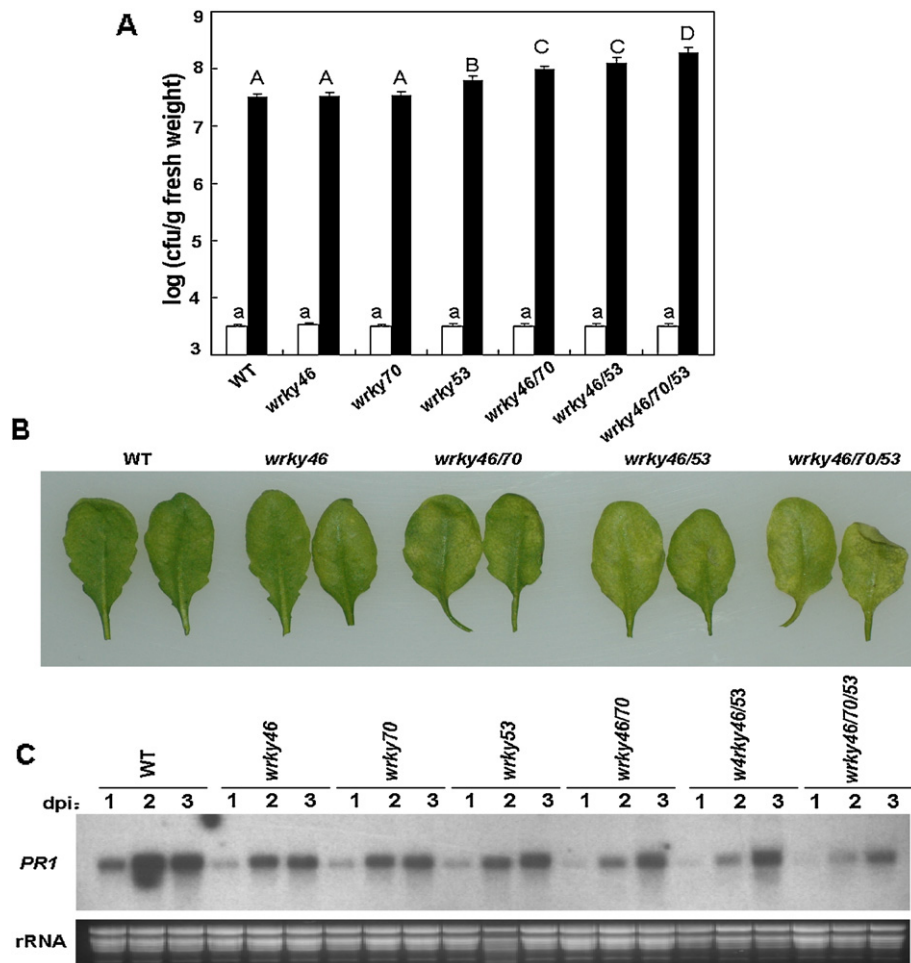 A
log (cfu/g fresh weight)
9
8
7
6
5
4
3
A A A B C C D
a a a a a a a
WT wrky46 wrky70 wrky53 wrky46/70 wrky46/53 wrky46/70/53
B
WT wrky46 wrky46/70 wrky46/53 wrky46/70/53
C
WT wrky46 wrky70 wrky53 wrky46/70 w4rky46/53 wrky46/70/53
dpi: 1 2 3 1 2 3 1 2 3 1 2 3 1 2 3 1 2 3 1 2 3
PR1
rRNA